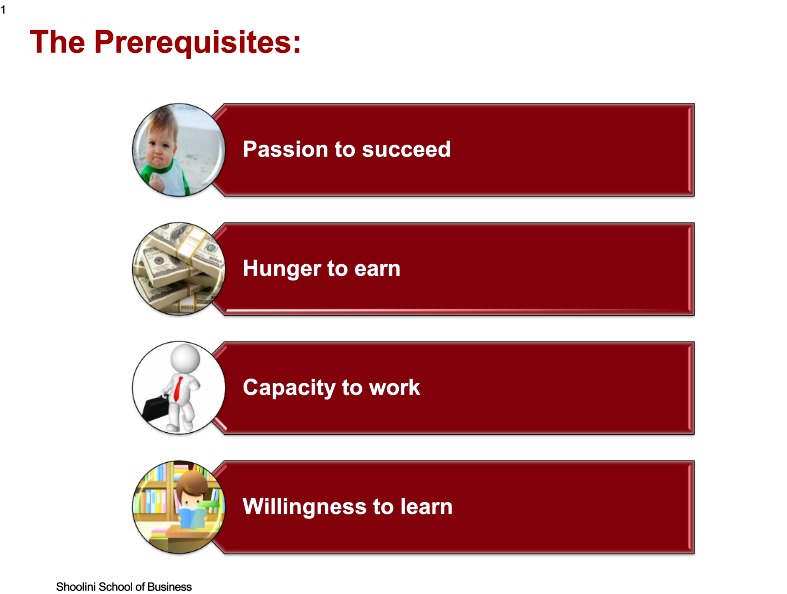 1
The Prerequisites:
Passion to succeed
Hunger to earn
Capacity to work
Willingness to learn
Shoolini School of Business